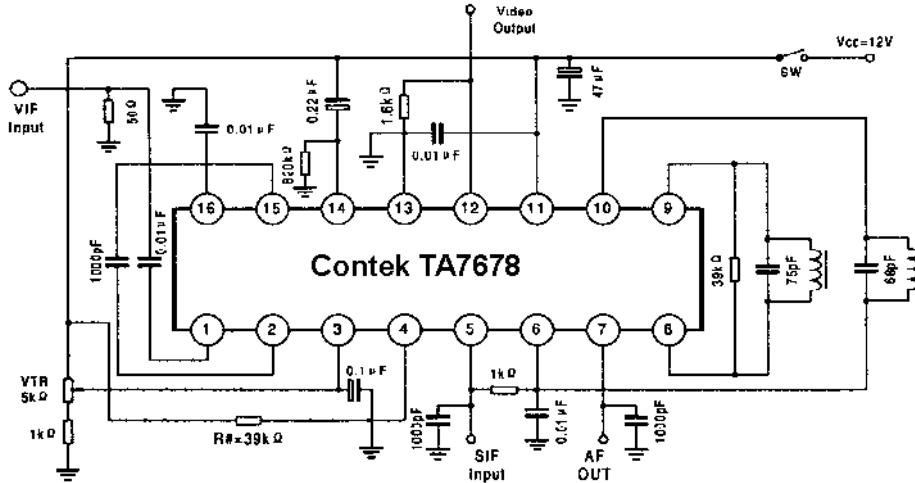 Video
Output
Vcc=12V
SW
47µF
VIF
Input
50Ω
0.01µF
0.22µF
820kΩ
1.6kΩ
0.01µF
16 15 14 13 12 11 10 9
1000pF
0.01µF
Contek TA7678
39kΩ
75pF
68pF
1 2 3 4 5 6 7 8
VTR
5kΩ
0.1µF
1kΩ
1kΩ
R#=39kΩ
1000pF
0.01µF
1000pF
SIF
Input
AF
OUT